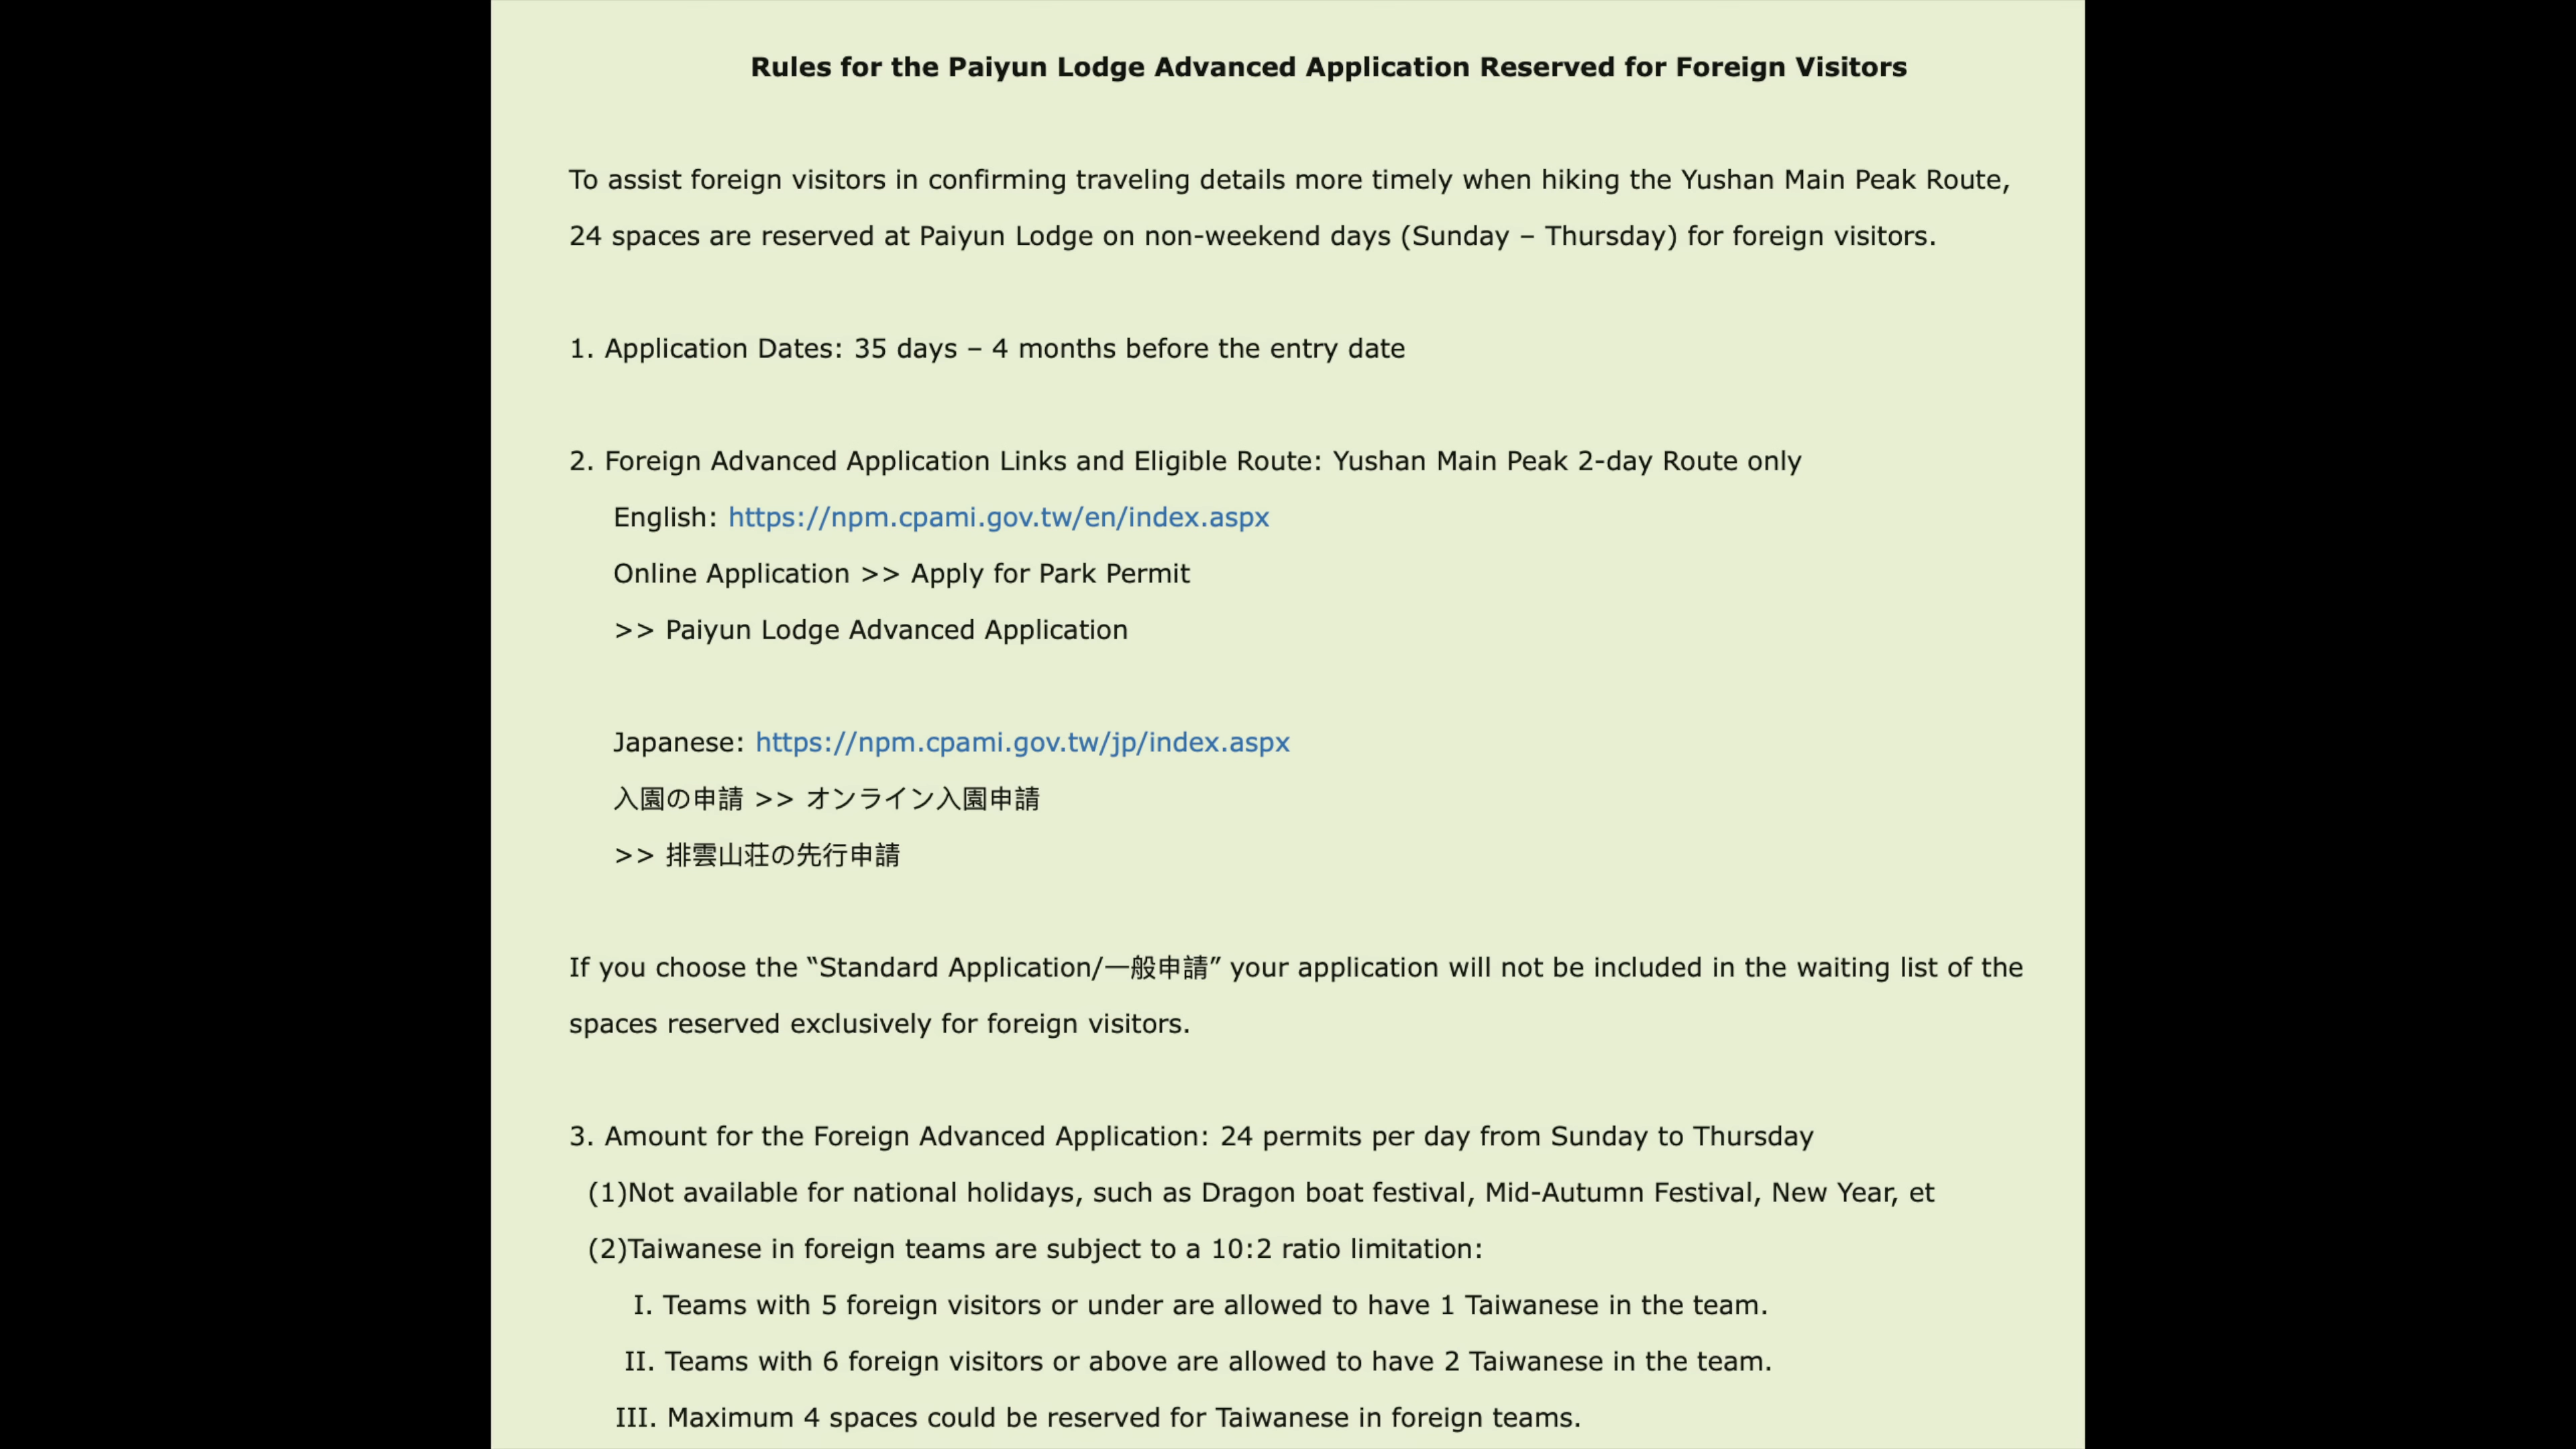 Rules for the Paiyun Lodge Advanced Application Reserved for Foreign Visitors
To assist foreign visitors in confirming traveling details more timely when hiking the Yushan Main Peak Route,
24 spaces are reserved at Paiyun Lodge on non-weekend days (Sunday – Thursday) for foreign visitors.
1. Application Dates: 35 days – 4 months before the entry date
2. Foreign Advanced Application Links and Eligible Route: Yushan Main Peak 2-day Route only
English: https://npm.cpami.gov.tw/en/index.aspx
Online Application >> Apply for Park Permit
>> Paiyun Lodge Advanced Application
Japanese: https://npm.cpami.gov.tw/jp/index.aspx
入園の申請 >> オンライン入園申請
>> 排雲山荘の先行申請
If you choose the “Standard Application/一般申請” your application will not be included in the waiting list of the
spaces reserved exclusively for foreign visitors.
3. Amount for the Foreign Advanced Application: 24 permits per day from Sunday to Thursday
(1)Not available for national holidays, such as Dragon boat festival, Mid-Autumn Festival, New Year, et
(2)Taiwanese in foreign teams are subject to a 10:2 ratio limitation:
I. Teams with 5 foreign visitors or under are allowed to have 1 Taiwanese in the team.
II. Teams with 6 foreign visitors or above are allowed to have 2 Taiwanese in the team.
III. Maximum 4 spaces could be reserved for Taiwanese in foreign teams.